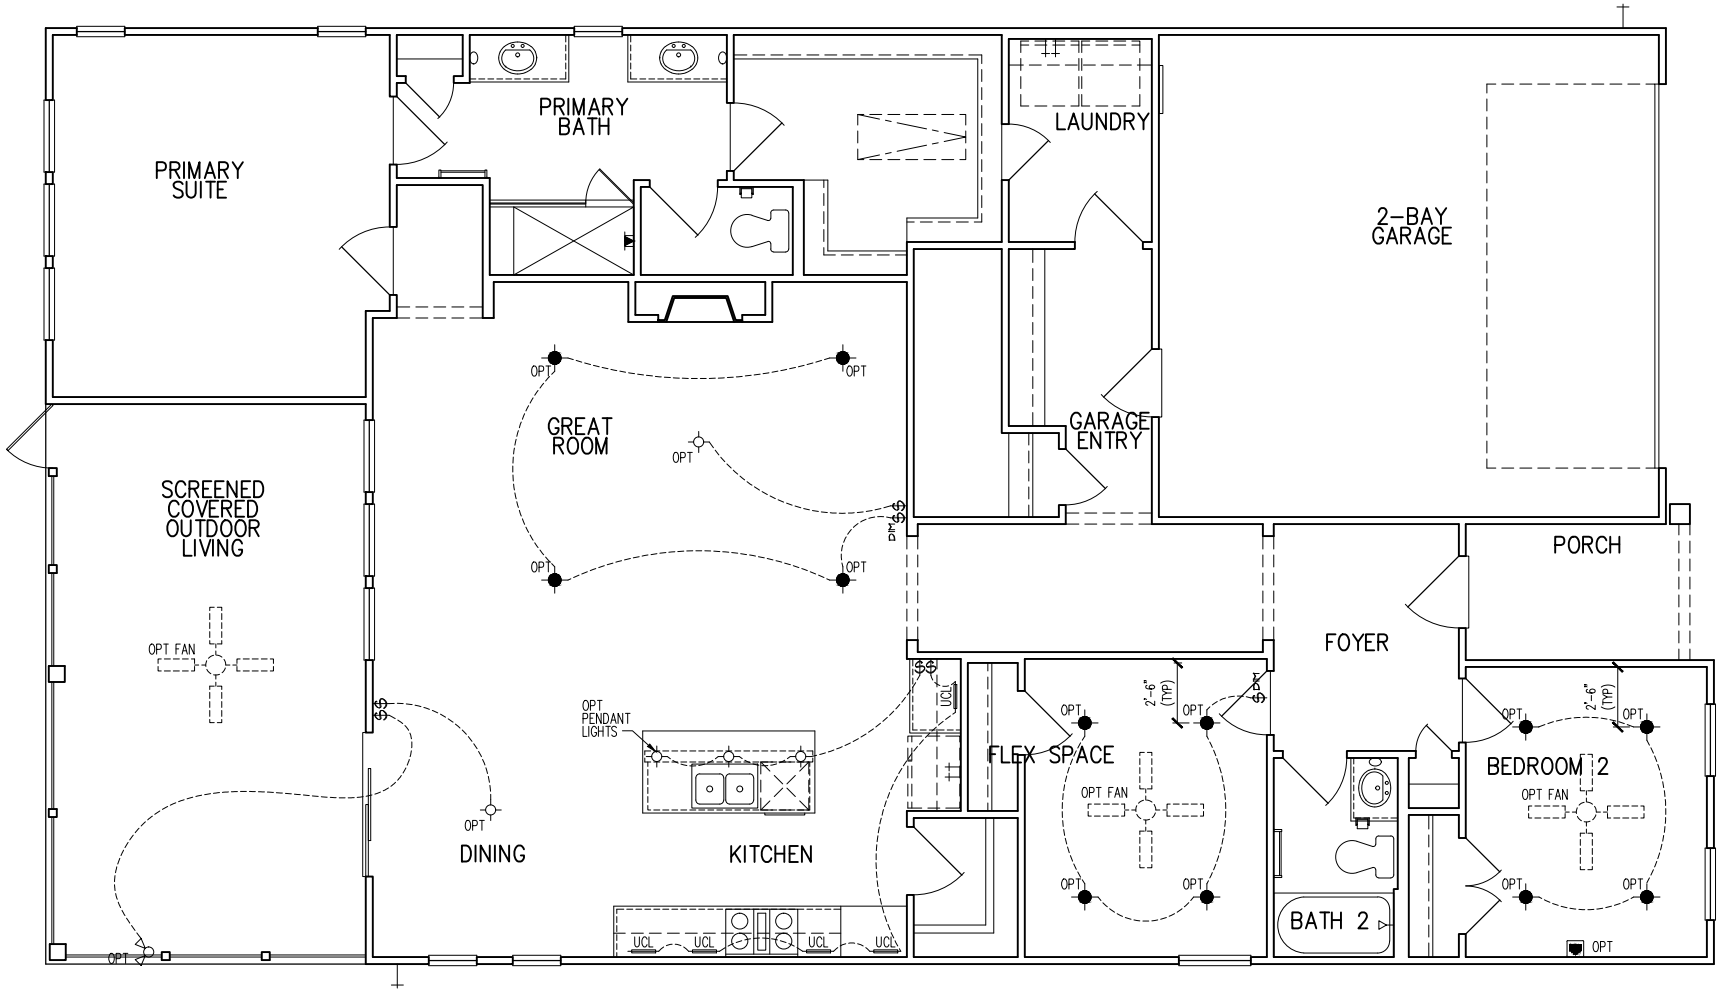 PRIMARY
SUITE
PRIMARY
BATH
LAUNDRY
2-BAY
GARAGE
OPT
OPT
GREAT
ROOM
OPT
GARAGE
ENTRY
SCREENED
COVERED
OUTDOOR
LIVING
$$
$$
DIM
OPT
OPT
PORCH
OPT FAN
FOYER
$$
UCL
2'-6"
(TYP)
$
DIM
2'-6"
(TYP)
$$
OPT
PENDANT
LIGHTS
OPT
OPT
OPT
OPT
FLEX SPACE
BEDROOM 2
OPT FAN
OPT FAN
OPT
DINING
KITCHEN
OPT
OPT
OPT
OPT
BATH 2
UCL
UCL
UCL
UCL
OPT
OPT